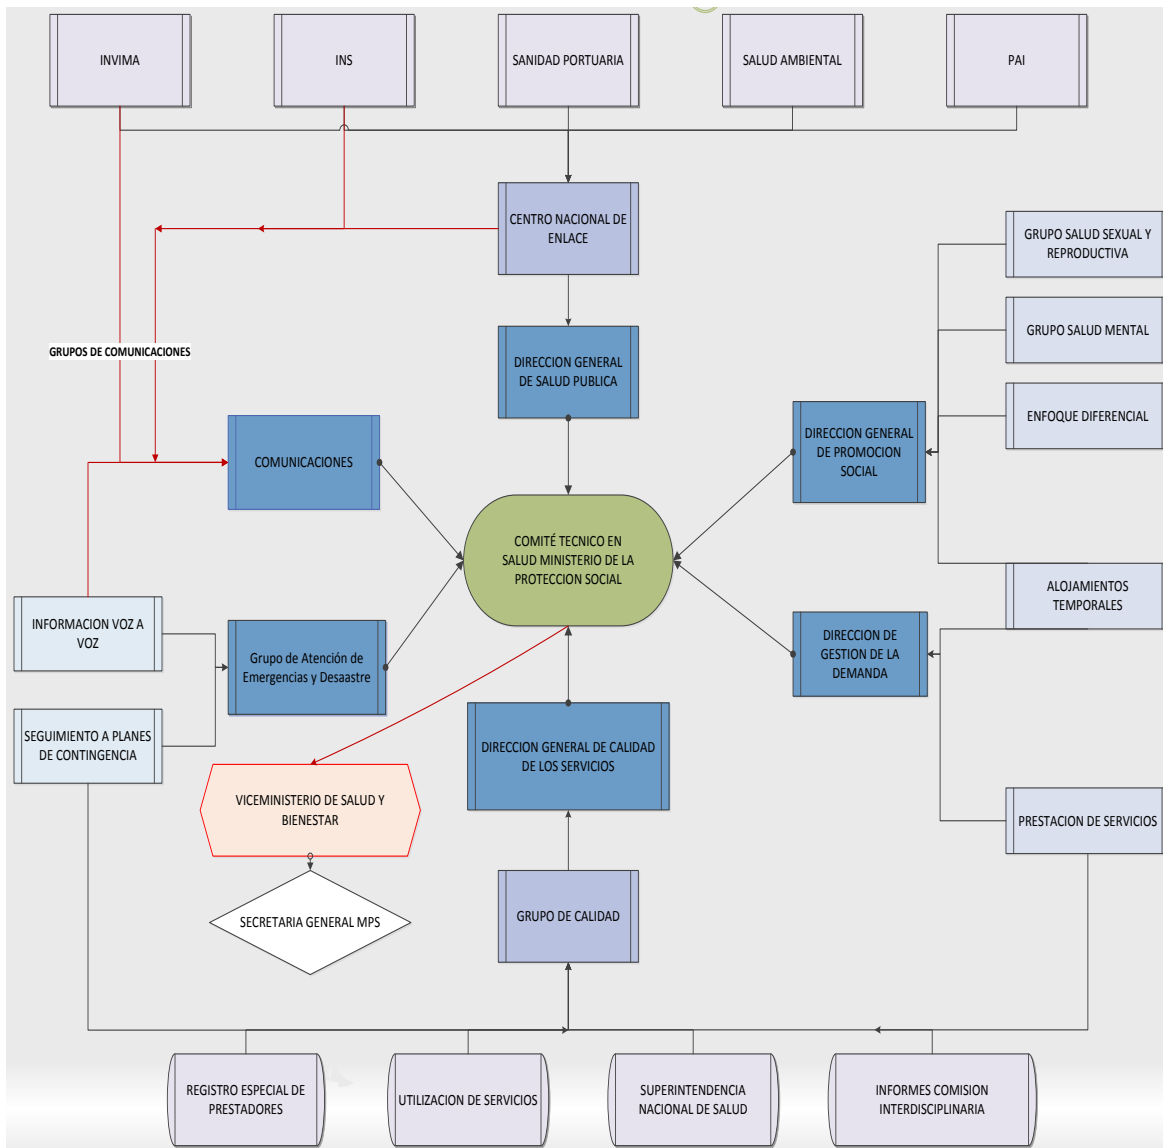 INVIMA
INS
SANIDAD PORTUARIA
SALUD AMBIENTAL
PAI
CENTRO NACIONAL DE
ENLACE
GRUPO SALUD SEXUAL Y
REPRODUCTIVA
GRUPO SALUD MENTAL
GRUPOS DE COMUNICACIONES
DIRECCION GENERAL
DE SALUD PUBLICA
ENFOQUE DIFERENCIAL
COMUNICACIONES
DIRECCION GENERAL
DE PROMOCION
SOCIAL
COMITÉ TECNICO EN
SALUD MINISTERIO DE LA
PROTECCION SOCIAL
ALOJAMIENTOS
TEMPORALES
INFORMACION VOZ A
VOZ
Grupo de Atención de
Emergencias y Desaastre
DIRECCION DE
GESTION DE LA
DEMANDA
SEGUIMIENTO A PLANES
DE CONTINGENCIA
DIRECCION GENERAL DE CALIDAD
DE LOS SERVICIOS
VICEMINISTERIO DE SALUD Y
BIENESTAR
PRESTACION DE SERVICIOS
SECRETARIA GENERAL MPS
GRUPO DE CALIDAD
REGISTRO ESPECIAL DE
PRESTADORES
UTILIZACION DE SERVICIOS
SUPERINTENDENCIA
NACIONAL DE SALUD
INFORMES COMISION
INTERDISCIPLINARIA